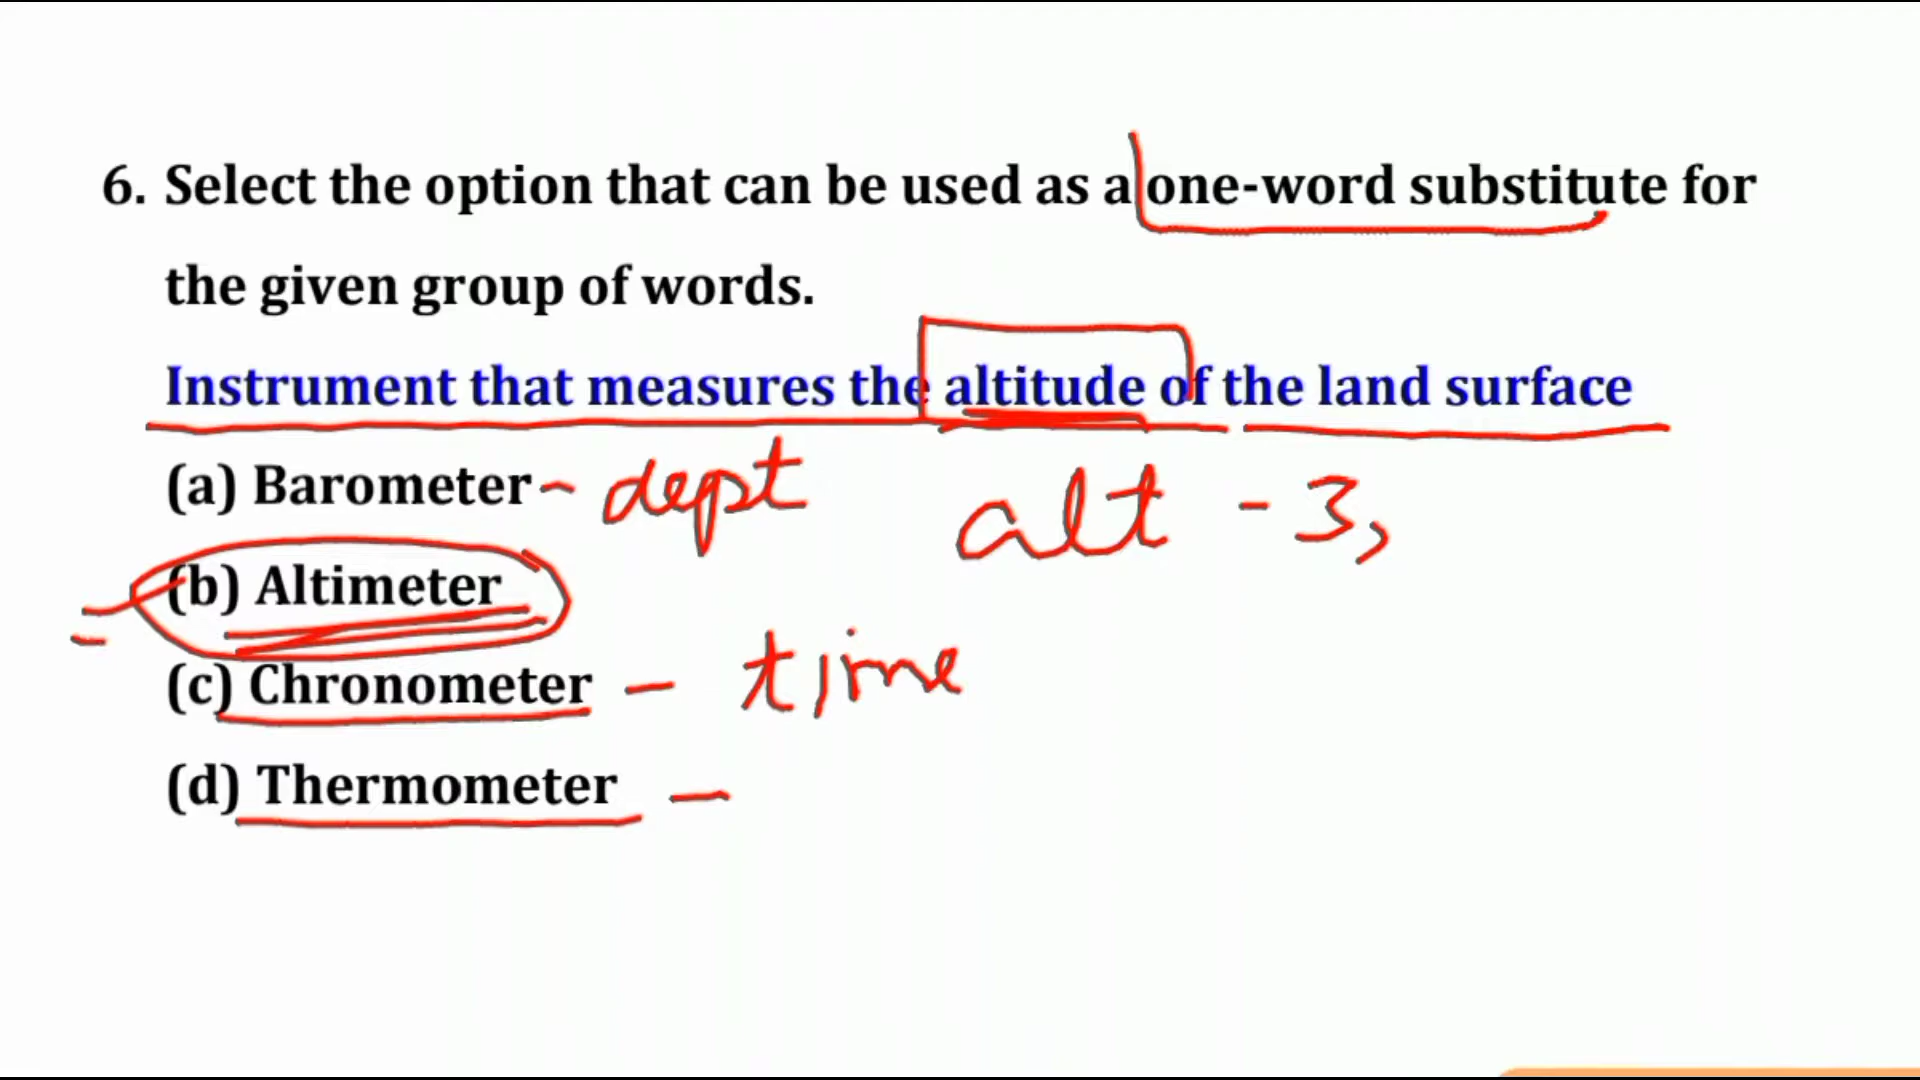 6. Select the option that can be used as a one-word substitute for
the given group of words.
Instrument that measures the altitude of the land surface
(a) Barometer - dept
alt - 3,
(b) Altimeter
(c) Chronometer - time
(d) Thermometer -